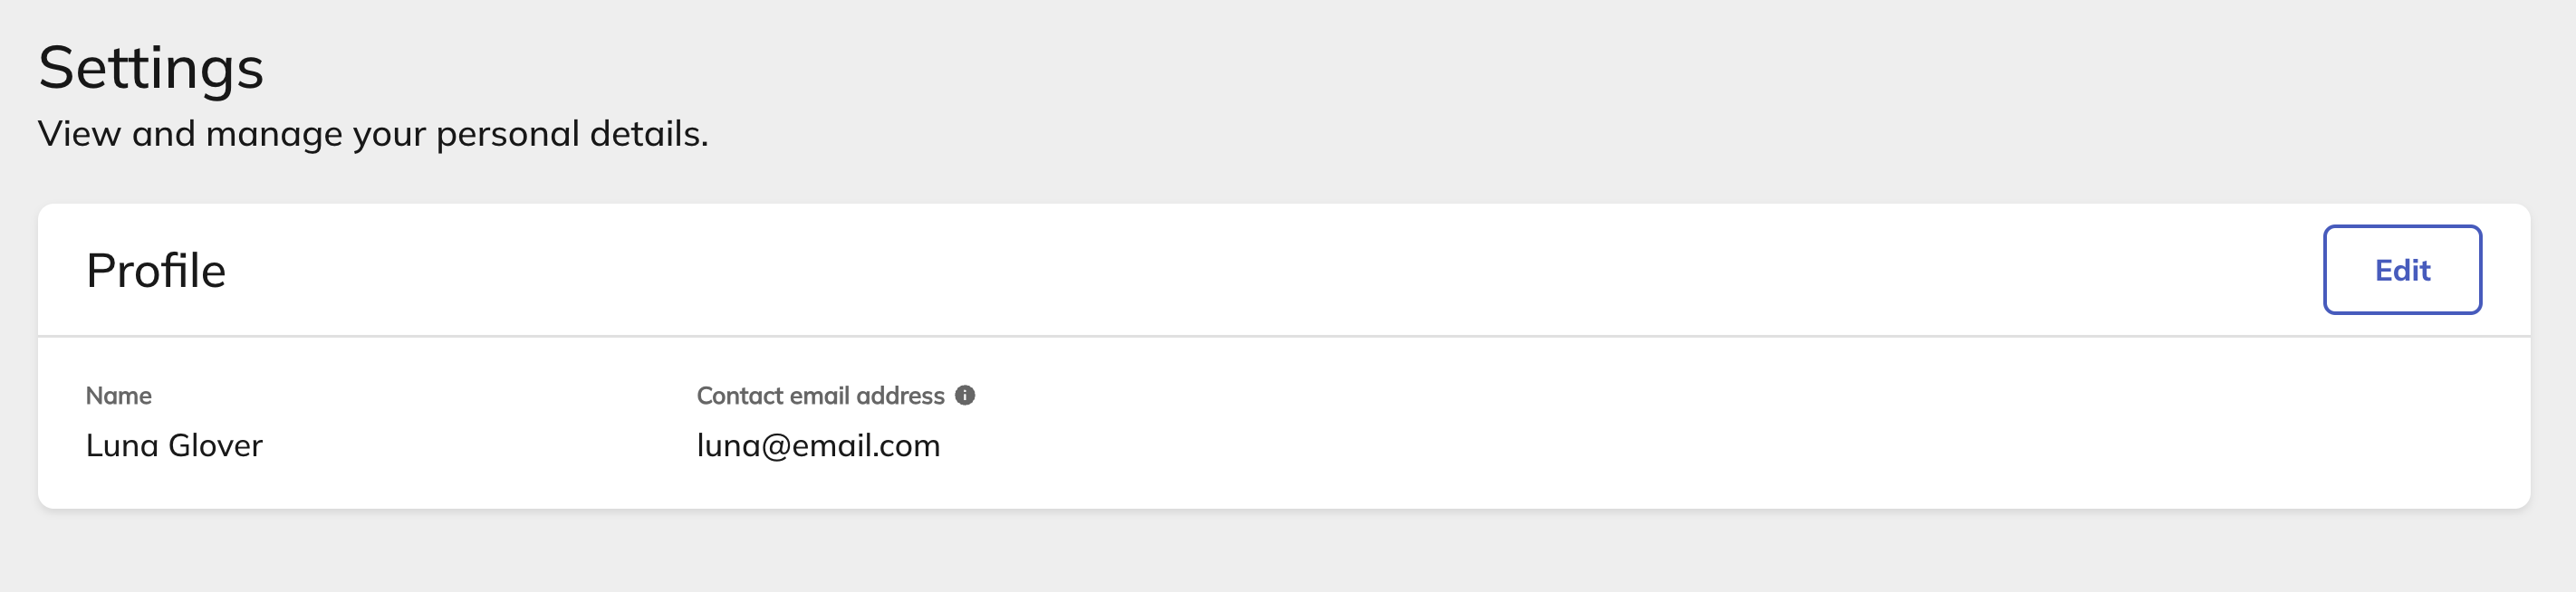 Settings
View and manage your personal details.
Profile
Edit
Name
Contact email address
Luna Glover
luna@email.com